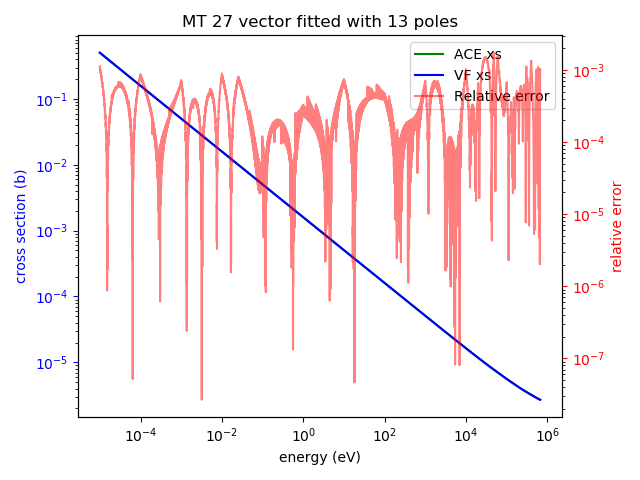 MT 27 vector fitted with 13 poles
ACE xs
VF xs
Relative error
cross section (b)
10⁻¹
10⁻²
10⁻³
10⁻⁴
10⁻⁵
10⁻³
10⁻⁴
10⁻⁵
10⁻⁶
10⁻⁷
relative error
10⁻⁴
10⁻²
10⁰
10²
10⁴
10⁶
energy (eV)